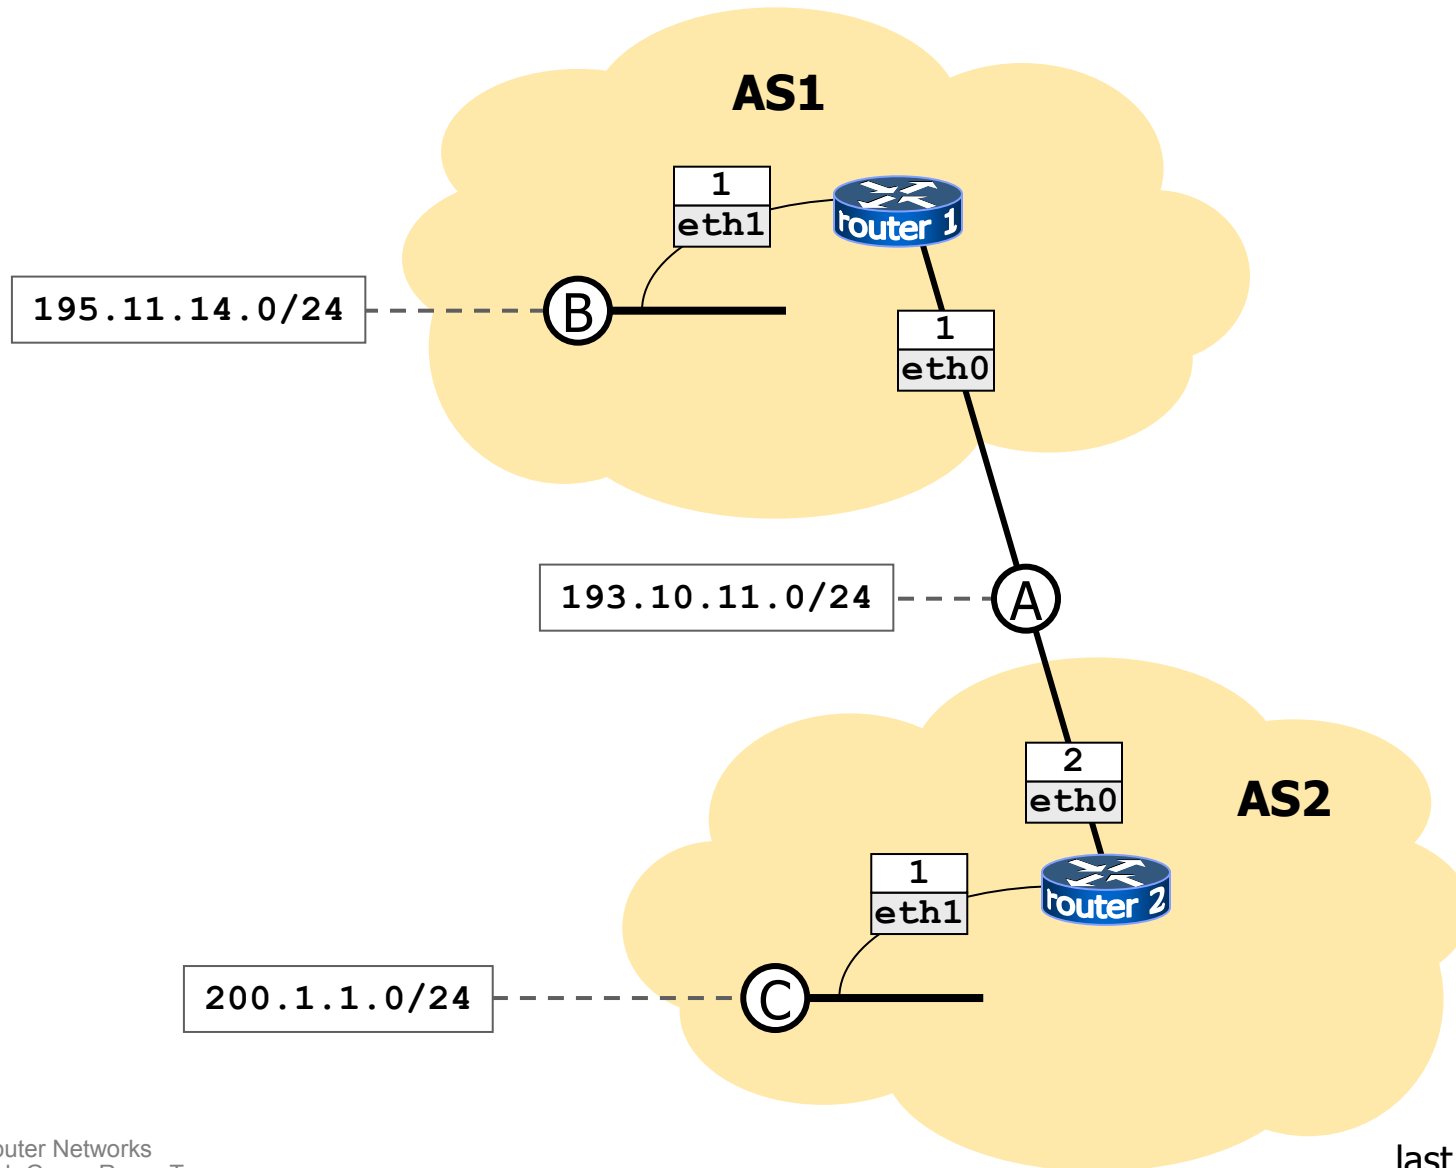 AS1
1
eth1
router 1
195.11.14.0/24
B
1
eth0
193.10.11.0/24
A
2
eth0
AS2
1
eth1
router 2
200.1.1.0/24
C
Networks
last